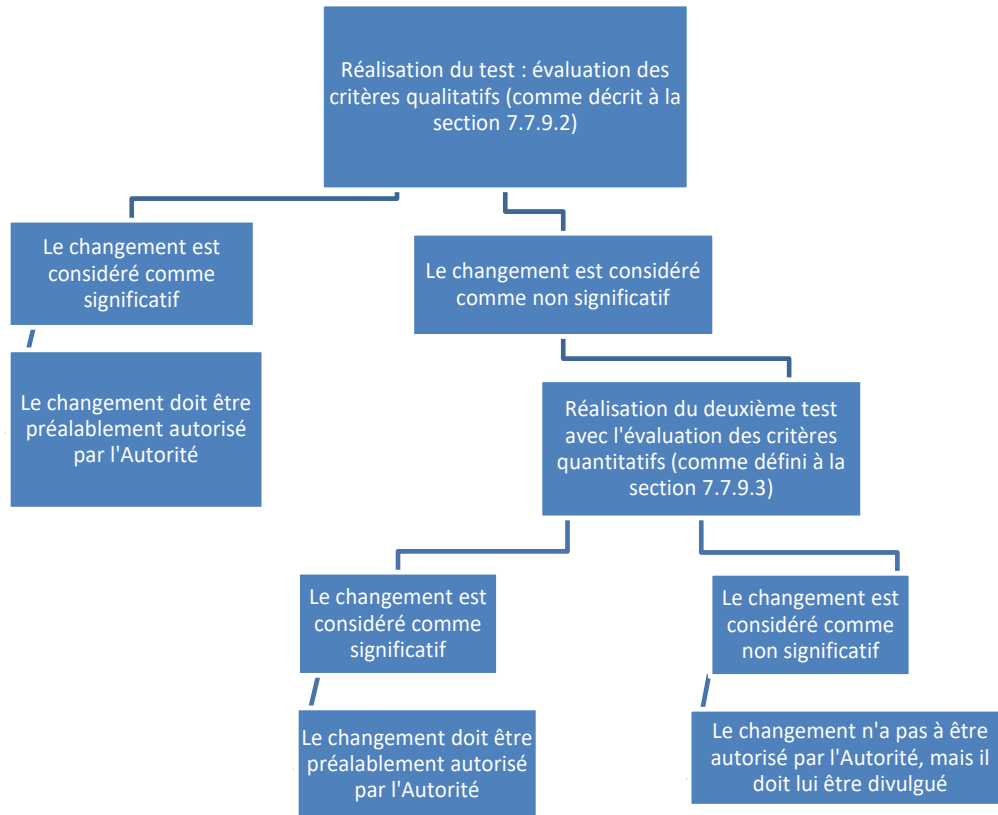 Réalisation du test : évaluation des
critères qualitatifs (comme décrit à la
section 7.7.9.2)
Le changement est
considéré comme
significatif
Le changement est considéré
comme non significatif
Le changement doit être
préalablement autorisé
par l'Autorité
Réalisation du deuxième test
avec l'évaluation des critères
quantitatifs (comme défini à la
section 7.7.9.3)
Le changement est
considéré comme
significatif
Le changement est
considéré comme
non significatif
Le changement doit être
préalablement autorisé
par l'Autorité
Le changement n'a pas à être
autorisé par l'Autorité, mais il
doit lui être divulgué